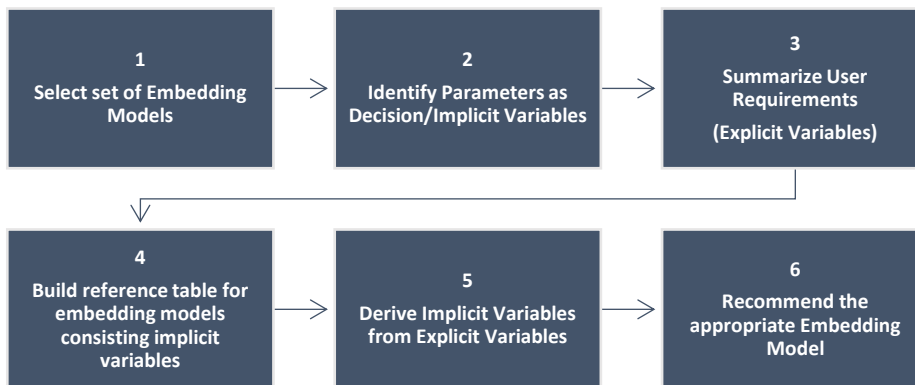 1
Select set of Embedding
Models
2
Identify Parameters as
Decision/Implicit Variables
3
Summarize User
Requirements
(Explicit Variables)
4
Build reference table for
embedding models
consisting implicit
variables
5
Derive Implicit Variables
from Explicit Variables
6
Recommend the
appropriate Embedding
Model